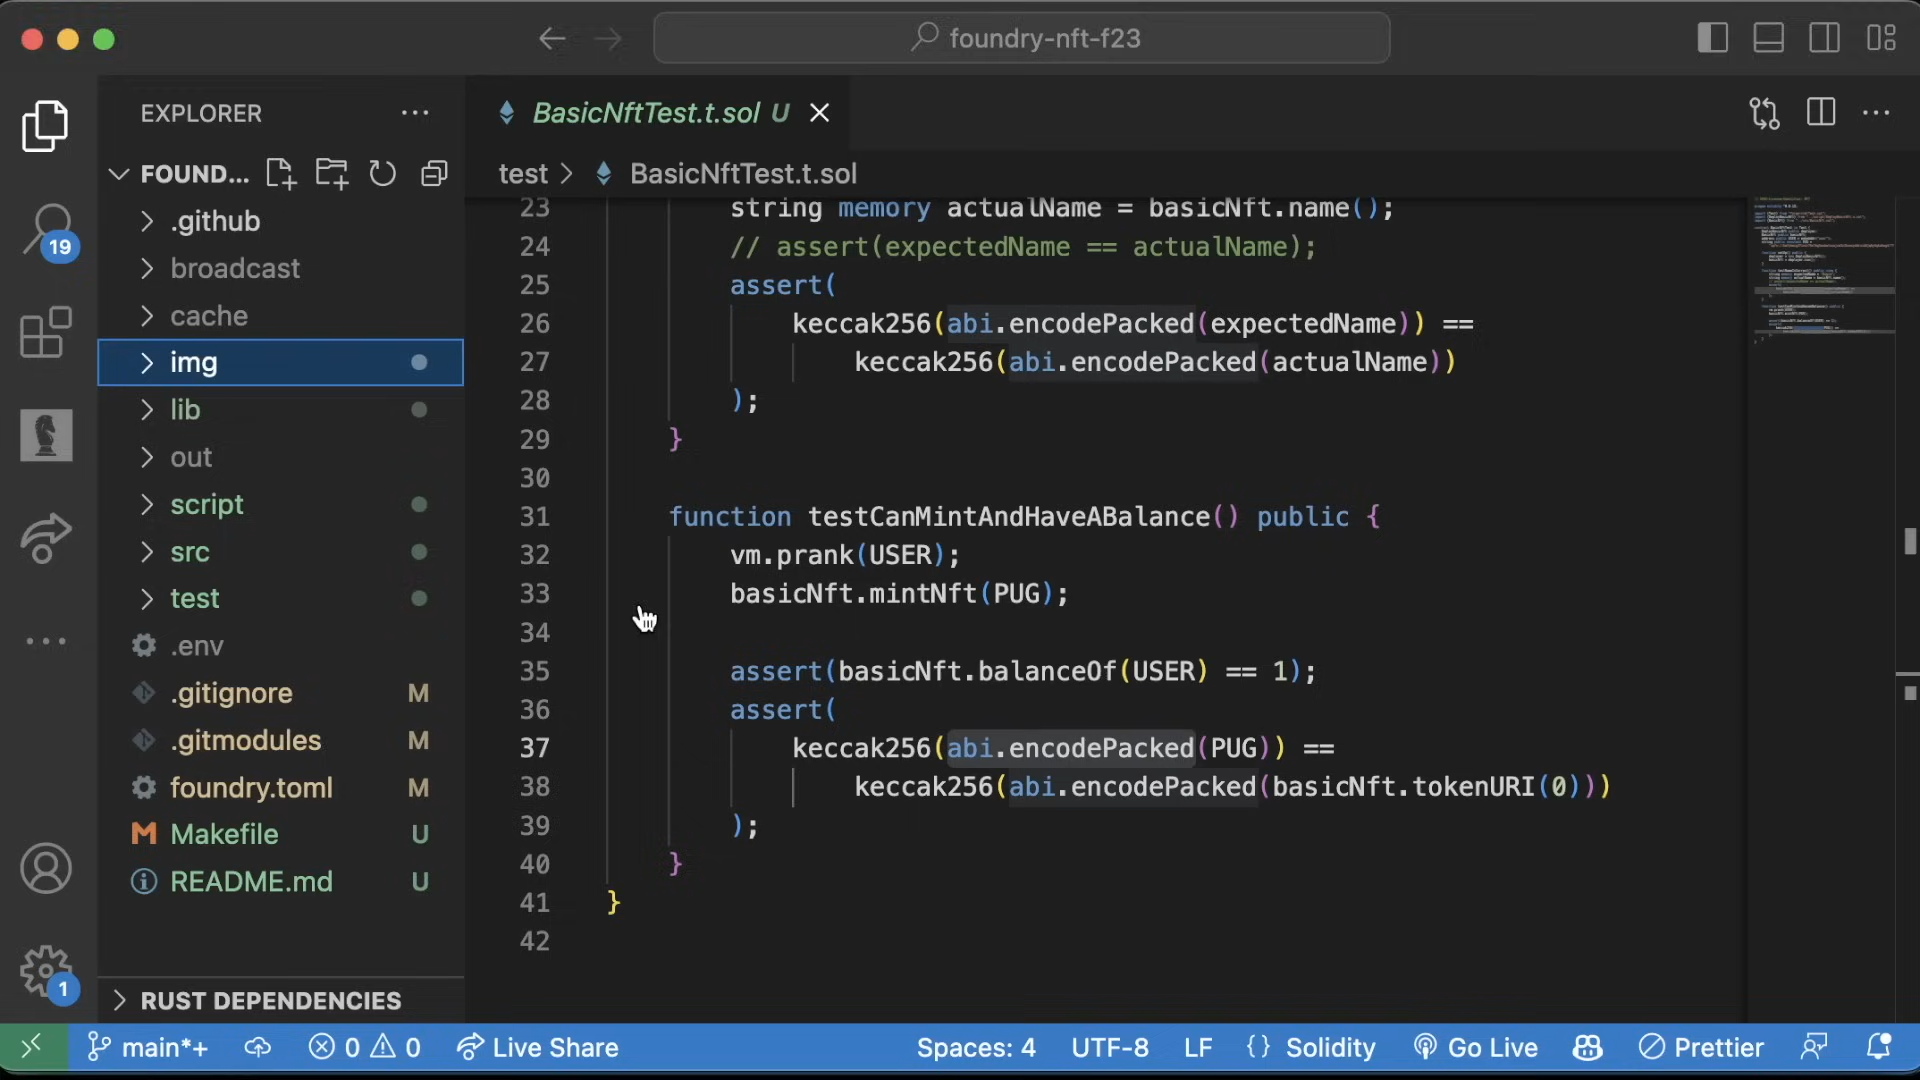 foundry-nft-f23
EXPLORER
FOUND...
.github
broadcast
cache
img
lib
out
script
src
test
.env
.gitignore M
.gitmodules M
foundry.toml M
Makefile U
README.md U
RUST DEPENDENCIES
19
1
BasicNftTest.t.sol U
test > BasicNftTest.t.sol
23 string memory actualName = basicNft.name();
24 // assert(expectedName == actualName);
25 assert(
26 keccak256(abi.encodePacked(expectedName)) ==
27 keccak256(abi.encodePacked(actualName))
28 );
29 }
30
31 function testCanMintAndHaveABalance() public {
32 vm.prank(USER);
33 basicNft.mintNft(PUG);
34
35 assert(basicNft.balanceOf(USER) == 1);
36 assert(
37 keccak256(abi.encodePacked(PUG)) ==
38 keccak256(abi.encodePacked(basicNft.tokenURI(0)))
39 );
40 }
41 }
42
main*+ 0 0 Live Share Spaces: 4 UTF-8 LF {} Solidity Go Live Prettier